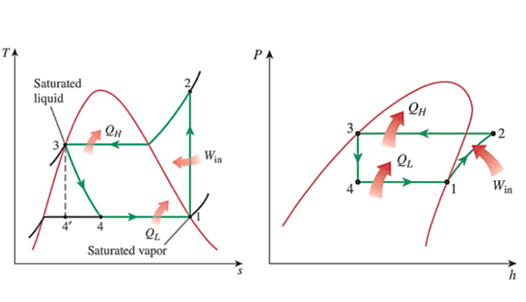 T
Saturated
liquid
2
Q_H
3
W_in
4'
4
Q_L
1
Saturated vapor
s
P
Q_H
3
2
Q_L
4
1
W_in
h